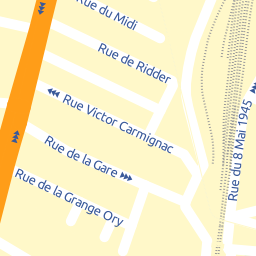 Rue du Midi
Rue de Ridder
Rue Victor Carmignac
Rue de la Gare
Rue de la Grange Ory
Rue du 8 Mai 1945